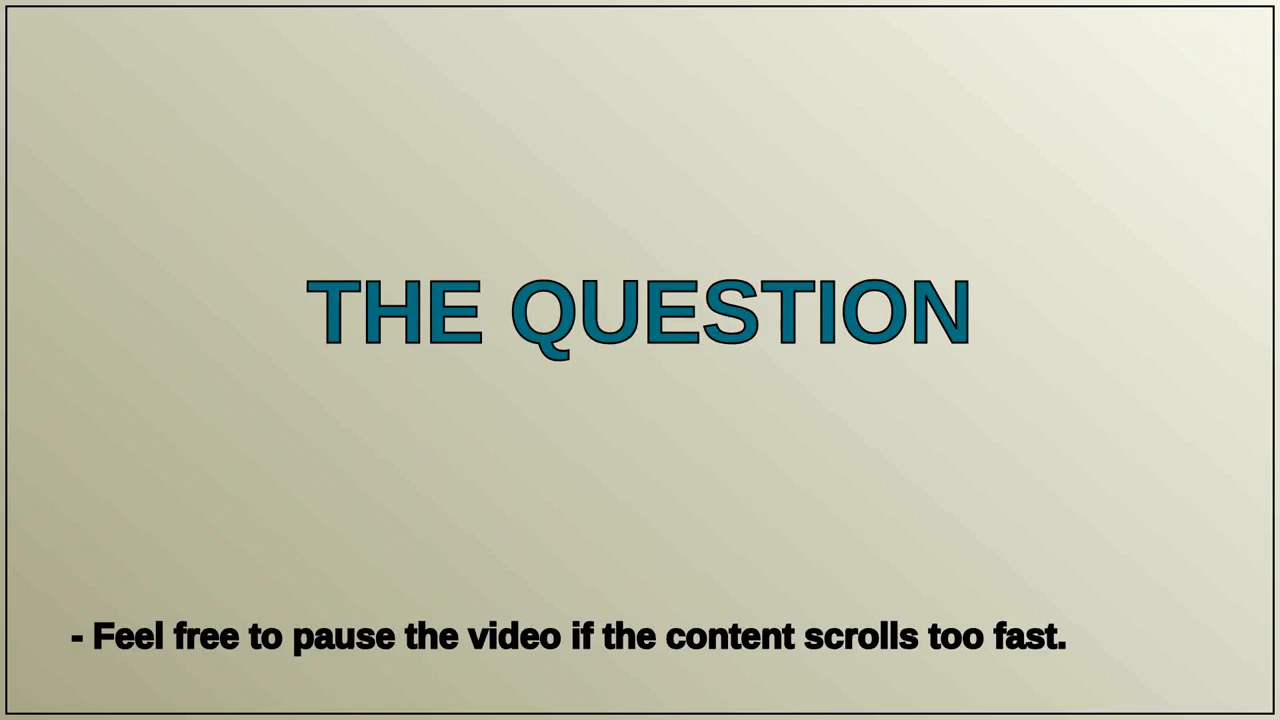 THE QUESTION
- Feel free to pause the video if the content scrolls too fast.